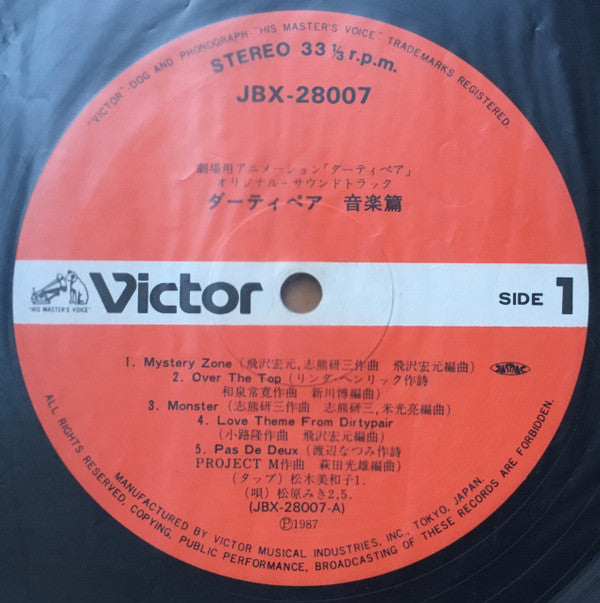 "VICTOR"-DOG AND PHONOGRAPH-"HIS MASTER'S VOICE" TRADEMARKS REGISTERED.
STEREO 33 1/3 r.p.m.
JBX-28007
劇場用アニメーション「ダーティペア」
オリジナル・サウンドトラック
ダーティペア 音楽篇
"HIS MASTER'S VOICE"
Victor
SIDE 1
1. Mystery Zone (飛沢宏元,志熊研三作曲 飛沢宏元編曲)
JASRAC
2. Over The Top (リンダ・ヘンリック作詩
和泉常寛作曲 新川博編曲)
3. Monster (志熊研三作曲 志熊研三,米光亮編曲)
4. Love Theme From Dirtypair
(小路隆作曲 飛沢宏元編曲)
5. Pas De Deux (渡辺なつみ作詩
PROJECT M作曲 萩田光雄編曲)
(タップ) 松木美和子1.
(唄) 松原みき2,5.
(JBX-28007-A)
Ⓟ1987
ALL RIGHTS RESERVED. COPYING, PUBLIC PERFORMANCE, BROADCASTING OF THESE RECORDS ARE FORBIDDEN.
MANUFACTURED BY VICTOR MUSICAL INDUSTRIES, INC., TOKYO, JAPAN.